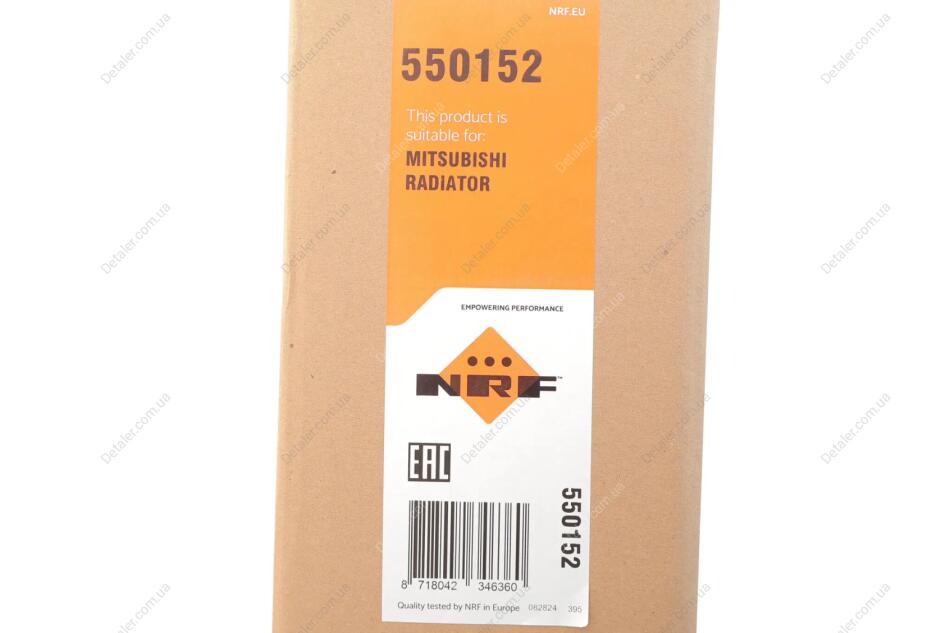 NRF.EU
550152
This product is
suitable for:
MITSUBISHI
RADIATOR
EMPOWERING PERFORMANCE
NRF™
EAC
550152
8 718042 346360
Quality tested by NRF in Europe 082824 395
Detaler.com.ua